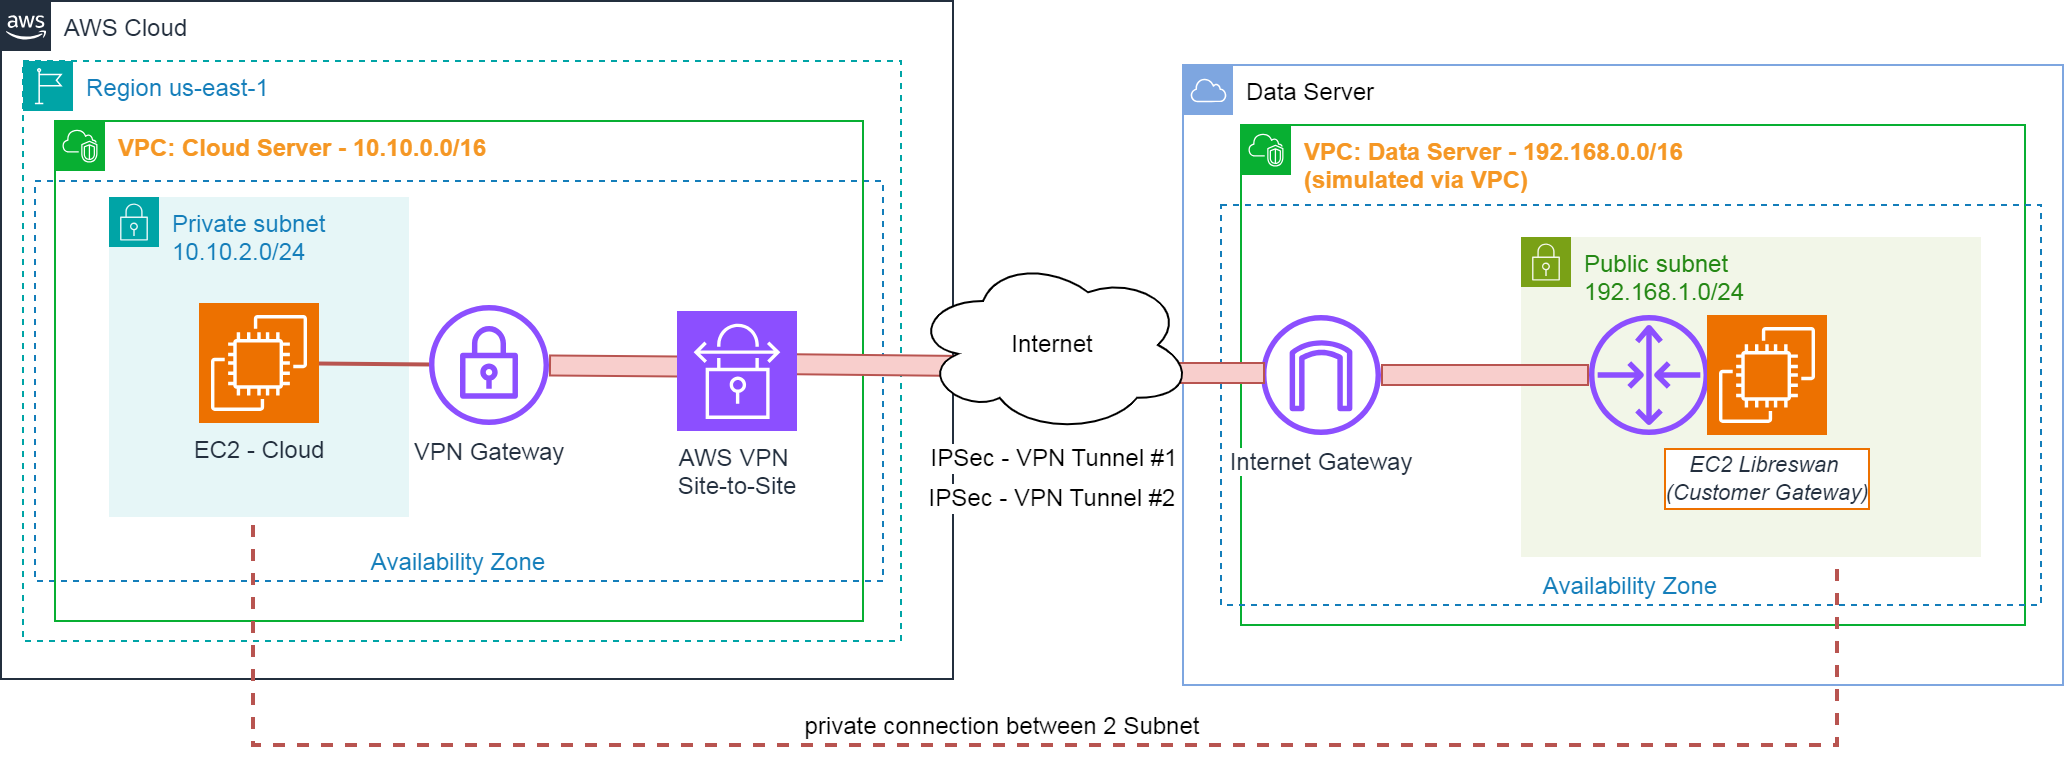 aws
AWS Cloud
Region us-east-1
VPC: Cloud Server - 10.10.0.0/16
Private subnet
10.10.2.0/24
EC2 - Cloud
VPN Gateway
AWS VPN
Site-to-Site
Availability Zone
Internet
IPSec - VPN Tunnel #1
IPSec - VPN Tunnel #2
Data Server
VPC: Data Server - 192.168.0.0/16
(simulated via VPC)
Public subnet
192.168.1.0/24
Internet Gateway
EC2 Libreswan
(Customer Gateway)
Availability Zone
private connection between 2 Subnet